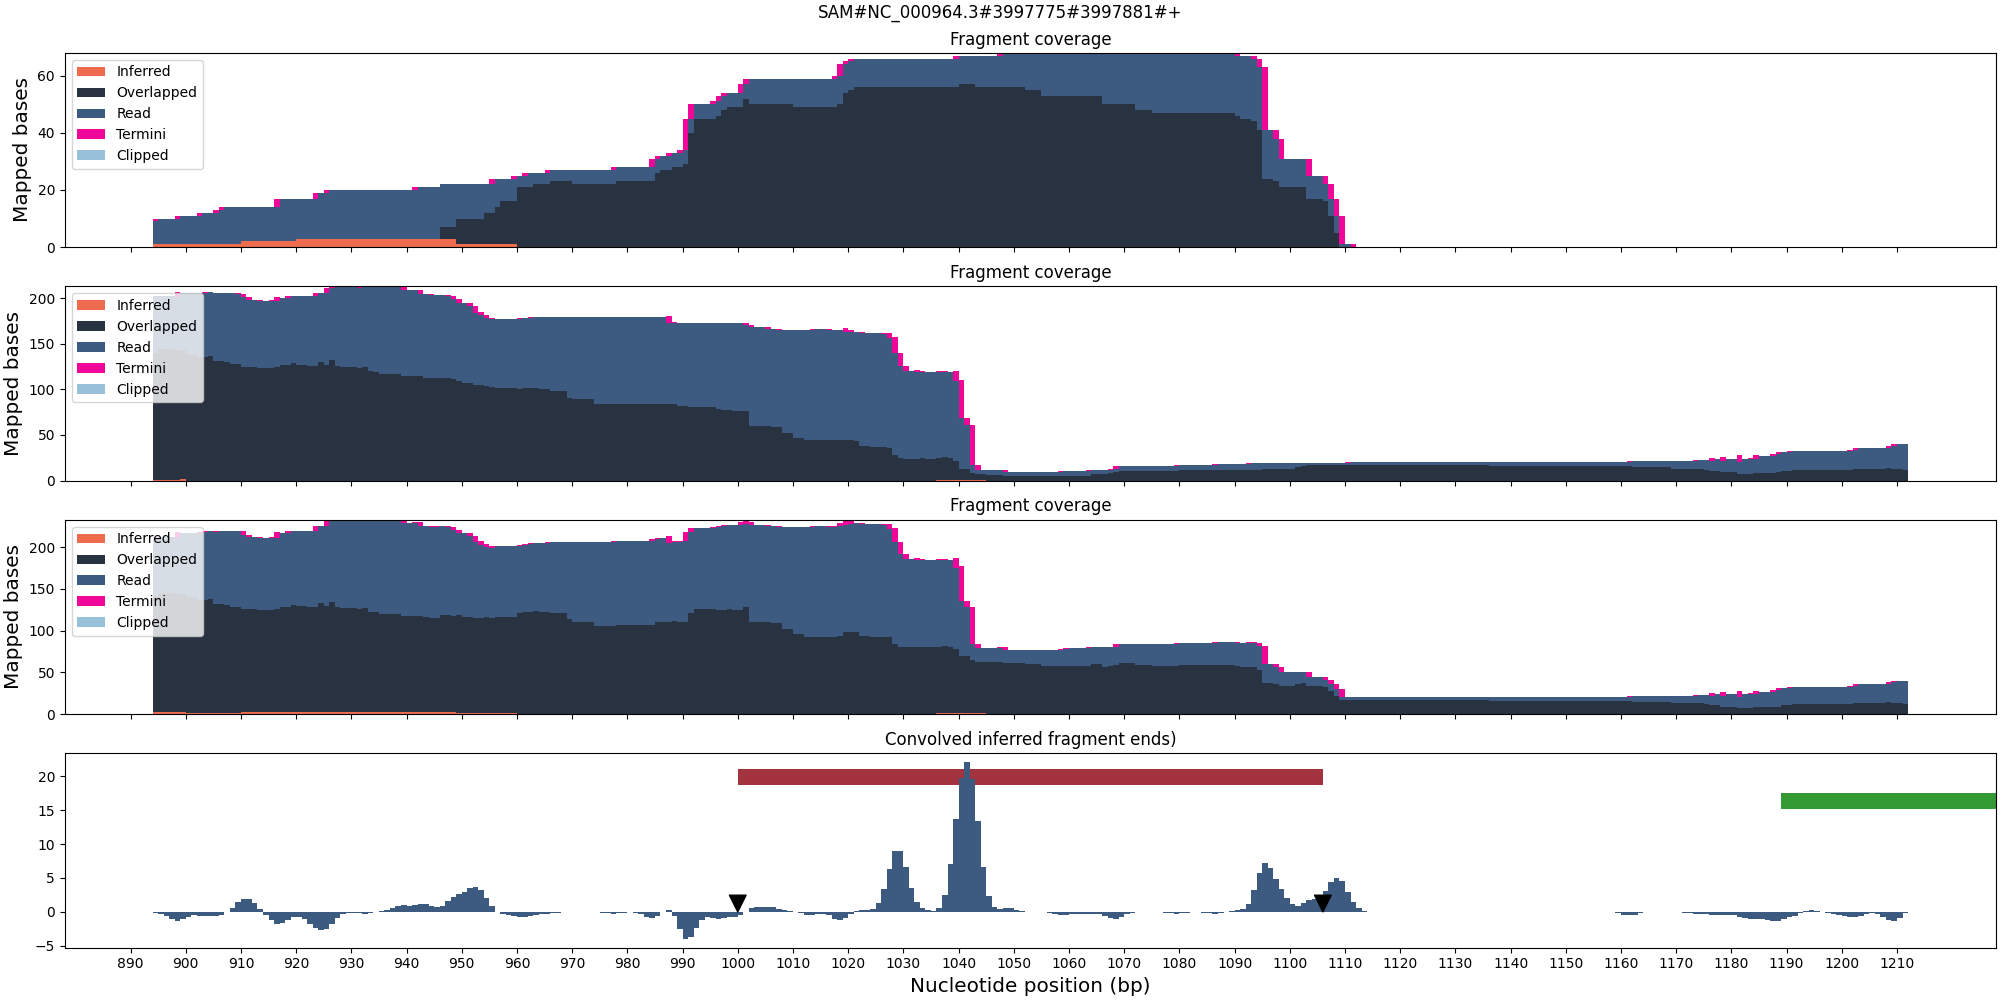 SAM#NC_000964.3#3997775#3997881#+
Fragment coverage
Mapped bases
60
40
20
0
Inferred
Overlapped
Read
Termini
Clipped
Fragment coverage
Mapped bases
200
150
100
50
0
Inferred
Overlapped
Read
Termini
Clipped
Fragment coverage
Mapped bases
200
150
100
50
0
Inferred
Overlapped
Read
Termini
Clipped
Convolved inferred fragment ends)
20
15
10
5
0
−5
890 900 910 920 930 940 950 960 970 980 990 1000 1010 1020 1030 1040 1050 1060 1070 1080 1090 1100 1110 1120 1130 1140 1150 1160 1170 1180 1190 1200 1210
Nucleotide position (bp)